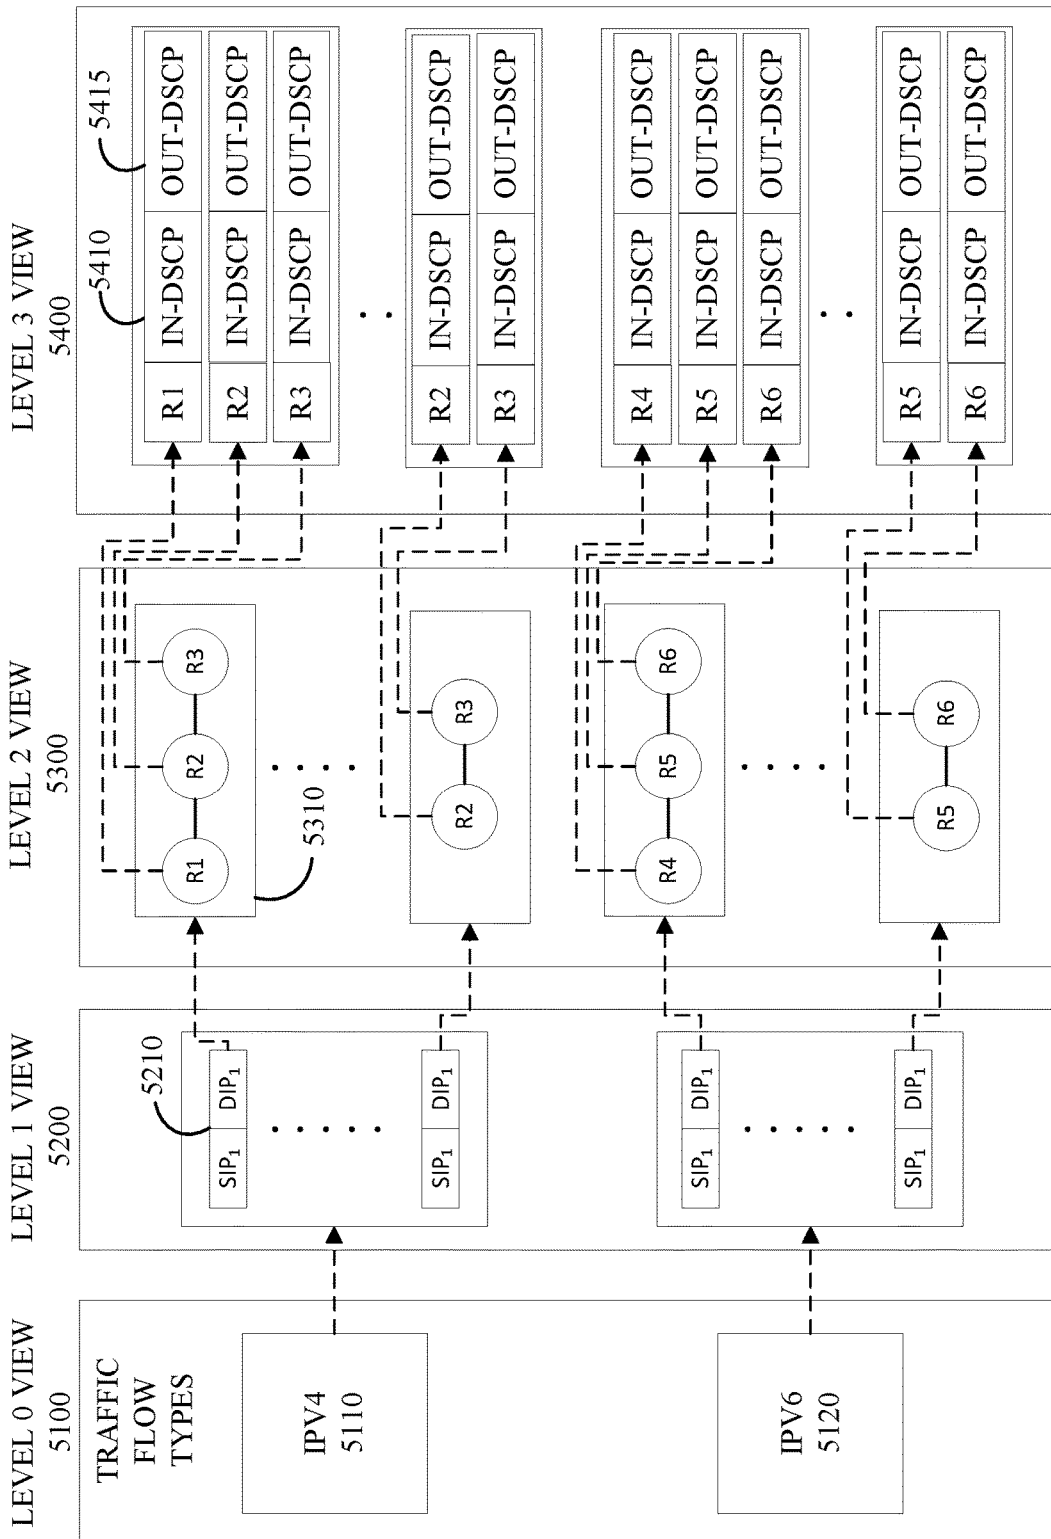 LEVEL 0 VIEW
5100
TRAFFIC
FLOW
TYPES
IPV4
5110
IPV6
5120
LEVEL 1 VIEW
5200
5210
SIP₁ DIP₁
SIP₁ DIP₁
SIP₁ DIP₁
SIP₁ DIP₁
LEVEL 2 VIEW
5300
R1 R2 R3
5310
R2 R3
R4 R5 R6
R5 R6
LEVEL 3 VIEW
5400
5410 5415
R1 IN-DSCP OUT-DSCP
R2 IN-DSCP OUT-DSCP
R3 IN-DSCP OUT-DSCP
R2 IN-DSCP OUT-DSCP
R3 IN-DSCP OUT-DSCP
R4 IN-DSCP OUT-DSCP
R5 IN-DSCP OUT-DSCP
R6 IN-DSCP OUT-DSCP
R5 IN-DSCP OUT-DSCP
R6 IN-DSCP OUT-DSCP